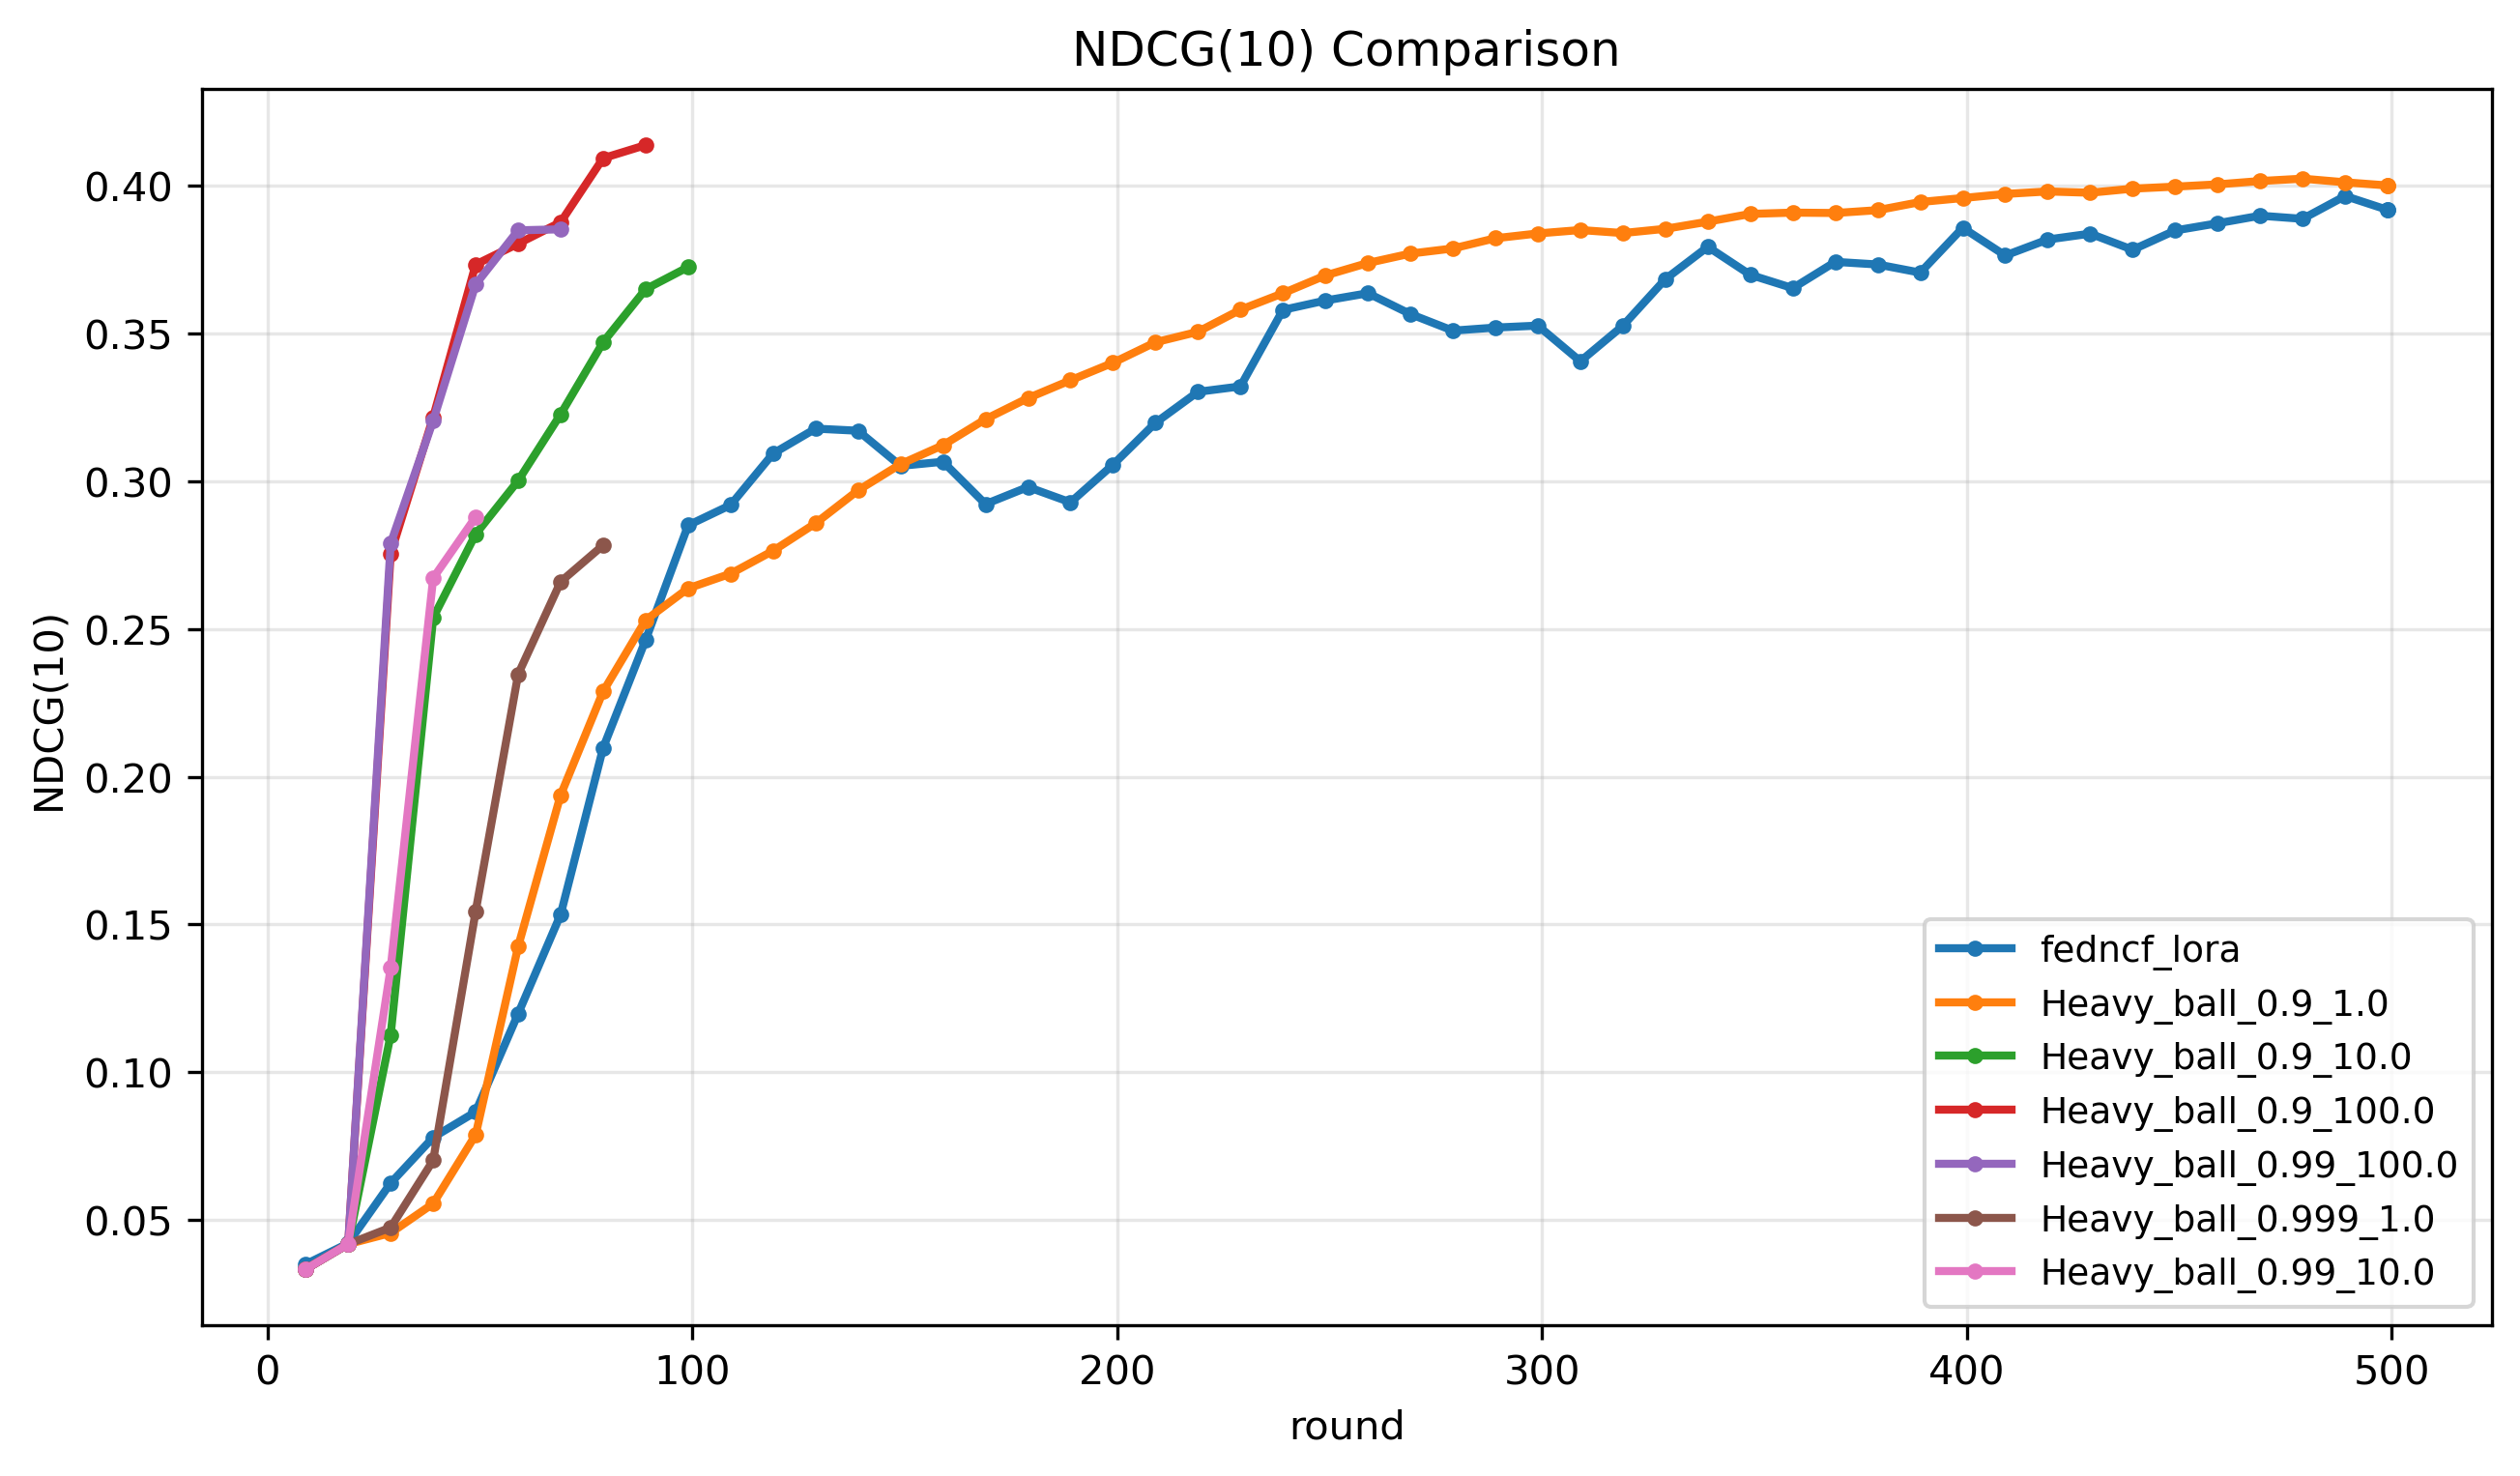 NDCG(10) Comparison
NDCG(10)
0.40
0.35
0.30
0.25
0.20
0.15
0.10
0.05
0
100
200
300
400
500
round
fedncf_lora
Heavy_ball_0.9_1.0
Heavy_ball_0.9_10.0
Heavy_ball_0.9_100.0
Heavy_ball_0.99_100.0
Heavy_ball_0.999_1.0
Heavy_ball_0.99_10.0